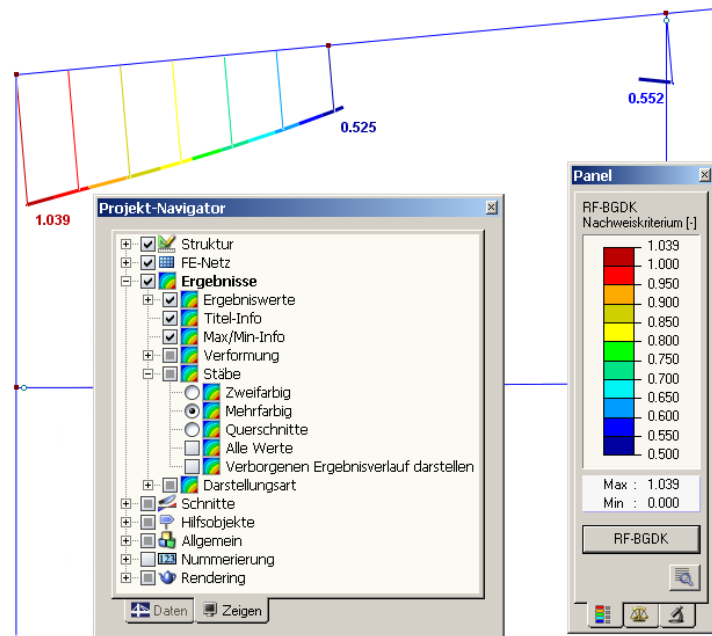 0.552
0.525
1.039
Projekt-Navigator
Struktur
FE-Netz
Ergebnisse
Ergebniswerte
Titel-Info
Max/Min-Info
Verformung
Stäbe
Zweifarbig
Mehrfarbig
Querschnitte
Alle Werte
Verborgenen Ergebnisverlauf darstellen
Darstellungsart
Schnitte
Hilfsobjekte
Allgemein
123 Nummerierung
Rendering
Daten Zeigen
Panel
RF-BGDK
Nachweiskriterium [-]
1.039
1.000
0.950
0.900
0.850
0.800
0.750
0.700
0.650
0.600
0.550
0.500
Max : 1.039
Min : 0.000
RF-BGDK